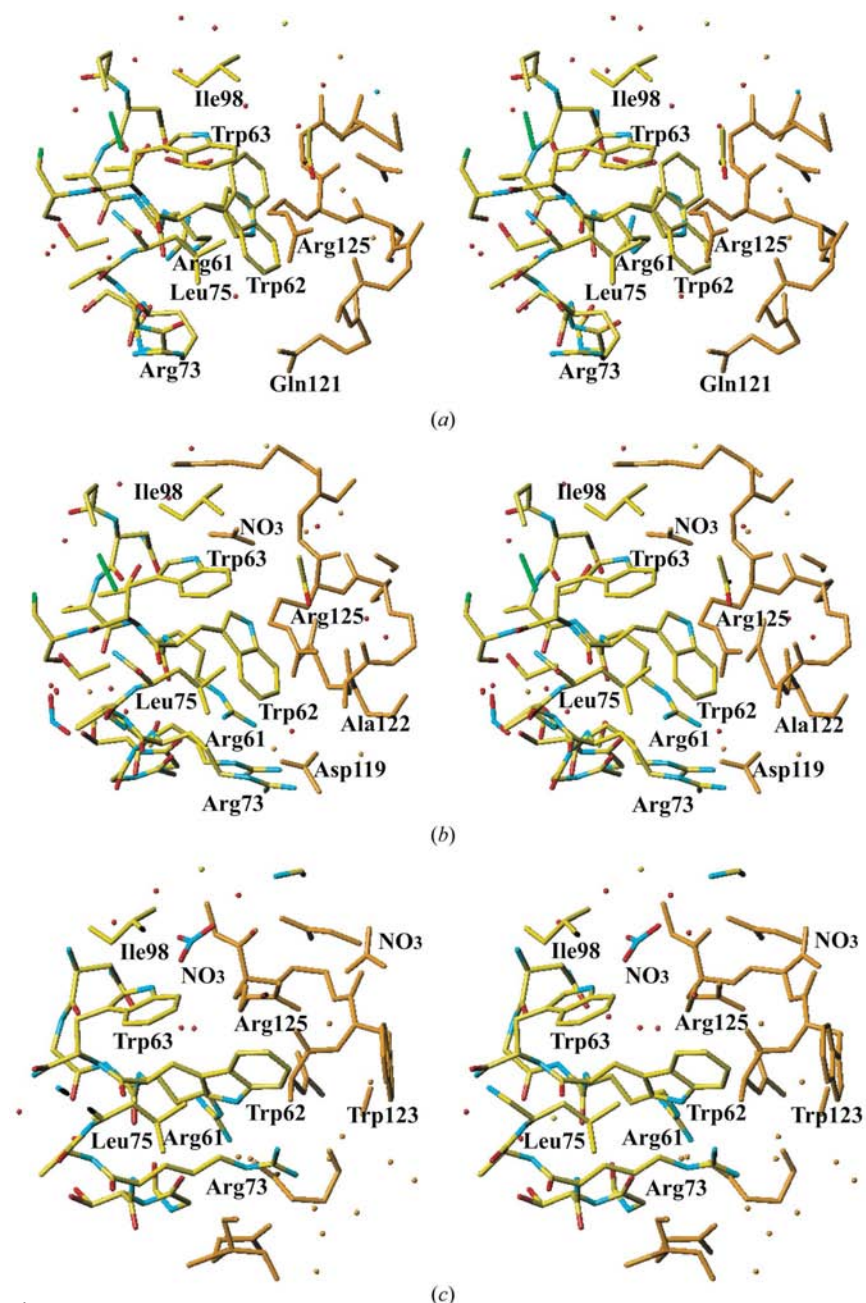 Ile98 Ile98
Trp63 Trp63
Arg125 Arg125
Arg61 Arg61
Leu75 Trp62 Leu75 Trp62
Arg73 Arg73
Gln121 Gln121
(a)
Ile98 NO3 Ile98 NO3
Trp63 Trp63
Arg125 Arg125
Leu75 Trp62 Leu75 Trp62
Ala122 Ala122
Arg61 Arg61
Asp119 Asp119
Arg73 Arg73
(b)
Ile98 NO3 Ile98 NO3
NO3 NO3
Arg125 Arg125
Trp63 Trp63
Trp62 Trp123 Trp62 Trp123
Leu75 Arg61 Leu75 Arg61
Arg73 Arg73
(c)